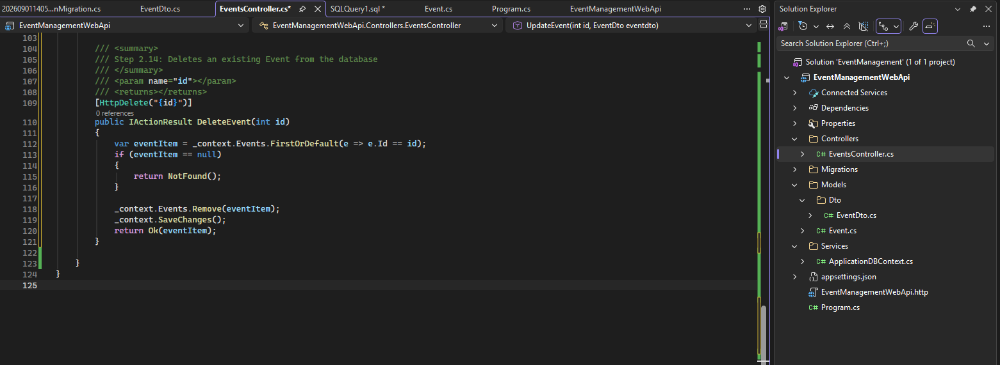 202609011405...nMigration.cs EventDto.cs EventsController.cs* SQLQuery1.sql * Event.cs Program.cs EventManagementWebApi
EventManagementWebApi EventManagementWebApi.Controllers.EventsController UpdateEvent(int id, EventDto eventdto)
103
104 /// <summary>
105 /// Step 2.14: Deletes an existing Event from the database
106 /// </summary>
107 /// <param name="id"></param>
108 /// <returns></returns>
109 [HttpDelete("{id}")]
0 references
110 public IActionResult DeleteEvent(int id)
111 {
112 var eventItem = _context.Events.FirstOrDefault(e => e.Id == id);
113 if (eventItem == null)
114 {
115 return NotFound();
116 }
117
118 _context.Events.Remove(eventItem);
119 _context.SaveChanges();
120 return Ok(eventItem);
121 }
122
123 }
124 }
125
Solution Explorer
Search Solution Explorer (Ctrl+;)
Solution 'EventManagement' (1 of 1 project)
EventManagementWebApi
Connected Services
Dependencies
Properties
Controllers
C# EventsController.cs
Migrations
Models
Dto
C# EventDto.cs
C# Event.cs
Services
C# ApplicationDBContext.cs
appsettings.json
EventManagementWebApi.http
C# Program.cs